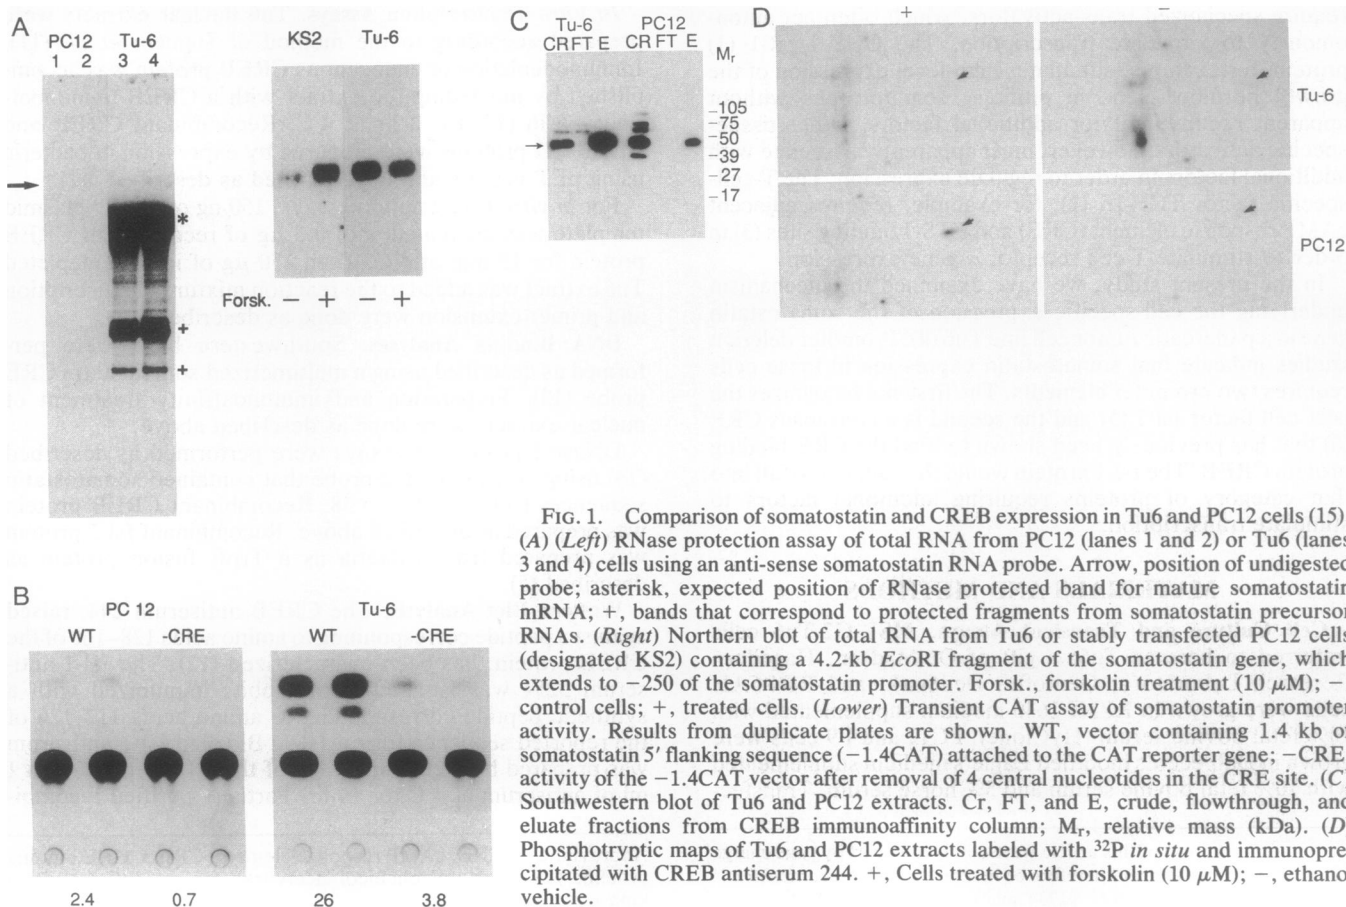 A
PC12 Tu-6
1 2 3 4
*
+
+
KS2 Tu-6
Forsk. − + − +
B
PC 12
WT -CRE
2.4 0.7
Tu-6
WT -CRE
26 3.8
C
Tu-6 PC12
CR FT E CR FT E
Mr
105
75
50
39
27
17
D
+ −
Tu-6
PC12
FIG. 1. Comparison of somatostatin and CREB expression in Tu6 and PC12 cells (15).
(A) (Left) RNase protection assay of total RNA from PC12 (lanes 1 and 2) or Tu6 (lanes
3 and 4) cells using an anti-sense somatostatin RNA probe. Arrow, position of undigested
probe; asterisk, expected position of RNase protected band for mature somatostatin
mRNA; +, bands that correspond to protected fragments from somatostatin precursor
RNAs. (Right) Northern blot of total RNA from Tu6 or stably transfected PC12 cells
(designated KS2) containing a 4.2-kb EcoRI fragment of the somatostatin gene, which
extends to −250 of the somatostatin promoter. Forsk., forskolin treatment (10 μM); −,
control cells; +, treated cells. (Lower) Transient CAT assay of somatostatin promoter
activity. Results from duplicate plates are shown. WT, vector containing 1.4 kb of
somatostatin 5′ flanking sequence (−1.4CAT) attached to the CAT reporter gene; −CRE,
activity of the −1.4CAT vector after removal of 4 central nucleotides in the CRE site. (C)
Southwestern blot of Tu6 and PC12 extracts. Cr, FT, and E, crude, flowthrough, and
eluate fractions from CREB immunoaffinity column; Mr, relative mass (kDa). (D)
Phosphotryptic maps of Tu6 and PC12 extracts labeled with 32P in situ and immunopre-
cipitated with CREB antiserum 244. +, Cells treated with forskolin (10 μM); −, ethanol
vehicle.